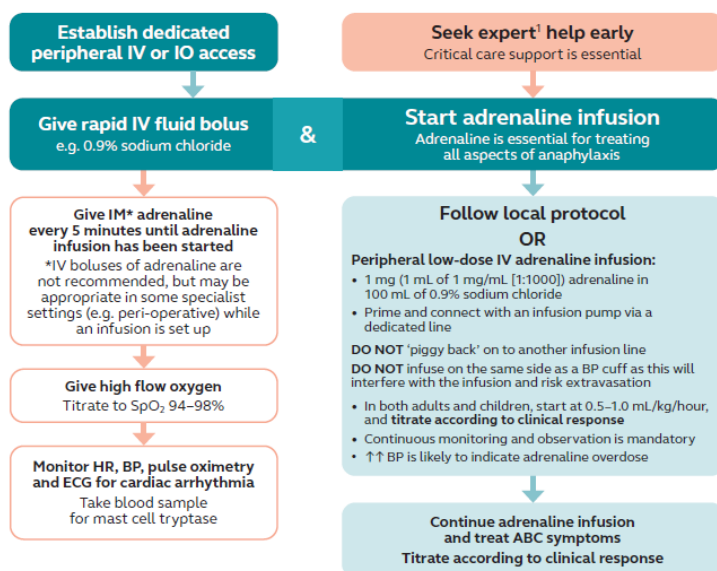 Establish dedicated
peripheral IV or IO access
Seek expert¹ help early
Critical care support is essential
Give rapid IV fluid bolus
e.g. 0.9% sodium chloride
&
Start adrenaline infusion
Adrenaline is essential for treating
all aspects of anaphylaxis
Give IM* adrenaline
every 5 minutes until adrenaline
infusion has been started
*IV boluses of adrenaline are
not recommended, but may be
appropriate in some specialist
settings (e.g. peri-operative) while
an infusion is set up
Give high flow oxygen
Titrate to SpO₂ 94–98%
Monitor HR, BP, pulse oximetry
and ECG for cardiac arrhythmia
Take blood sample
for mast cell tryptase
Follow local protocol
OR
Peripheral low-dose IV adrenaline infusion:
• 1 mg (1 mL of 1 mg/mL [1:1000]) adrenaline in
100 mL of 0.9% sodium chloride
• Prime and connect with an infusion pump via a
dedicated line
DO NOT ‘piggy back’ on to another infusion line
DO NOT infuse on the same side as a BP cuff as this will
interfere with the infusion and risk extravasation
• In both adults and children, start at 0.5–1.0 mL/kg/hour,
and titrate according to clinical response
• Continuous monitoring and observation is mandatory
• ↑↑ BP is likely to indicate adrenaline overdose
Continue adrenaline infusion
and treat ABC symptoms
Titrate according to clinical response